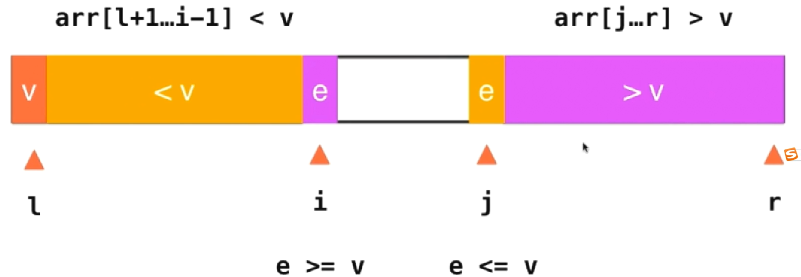 arr[l+1…i-1] < v
arr[j…r] > v
v
< v
e
e
> v
l
i
j
r
e >= v
e <= v